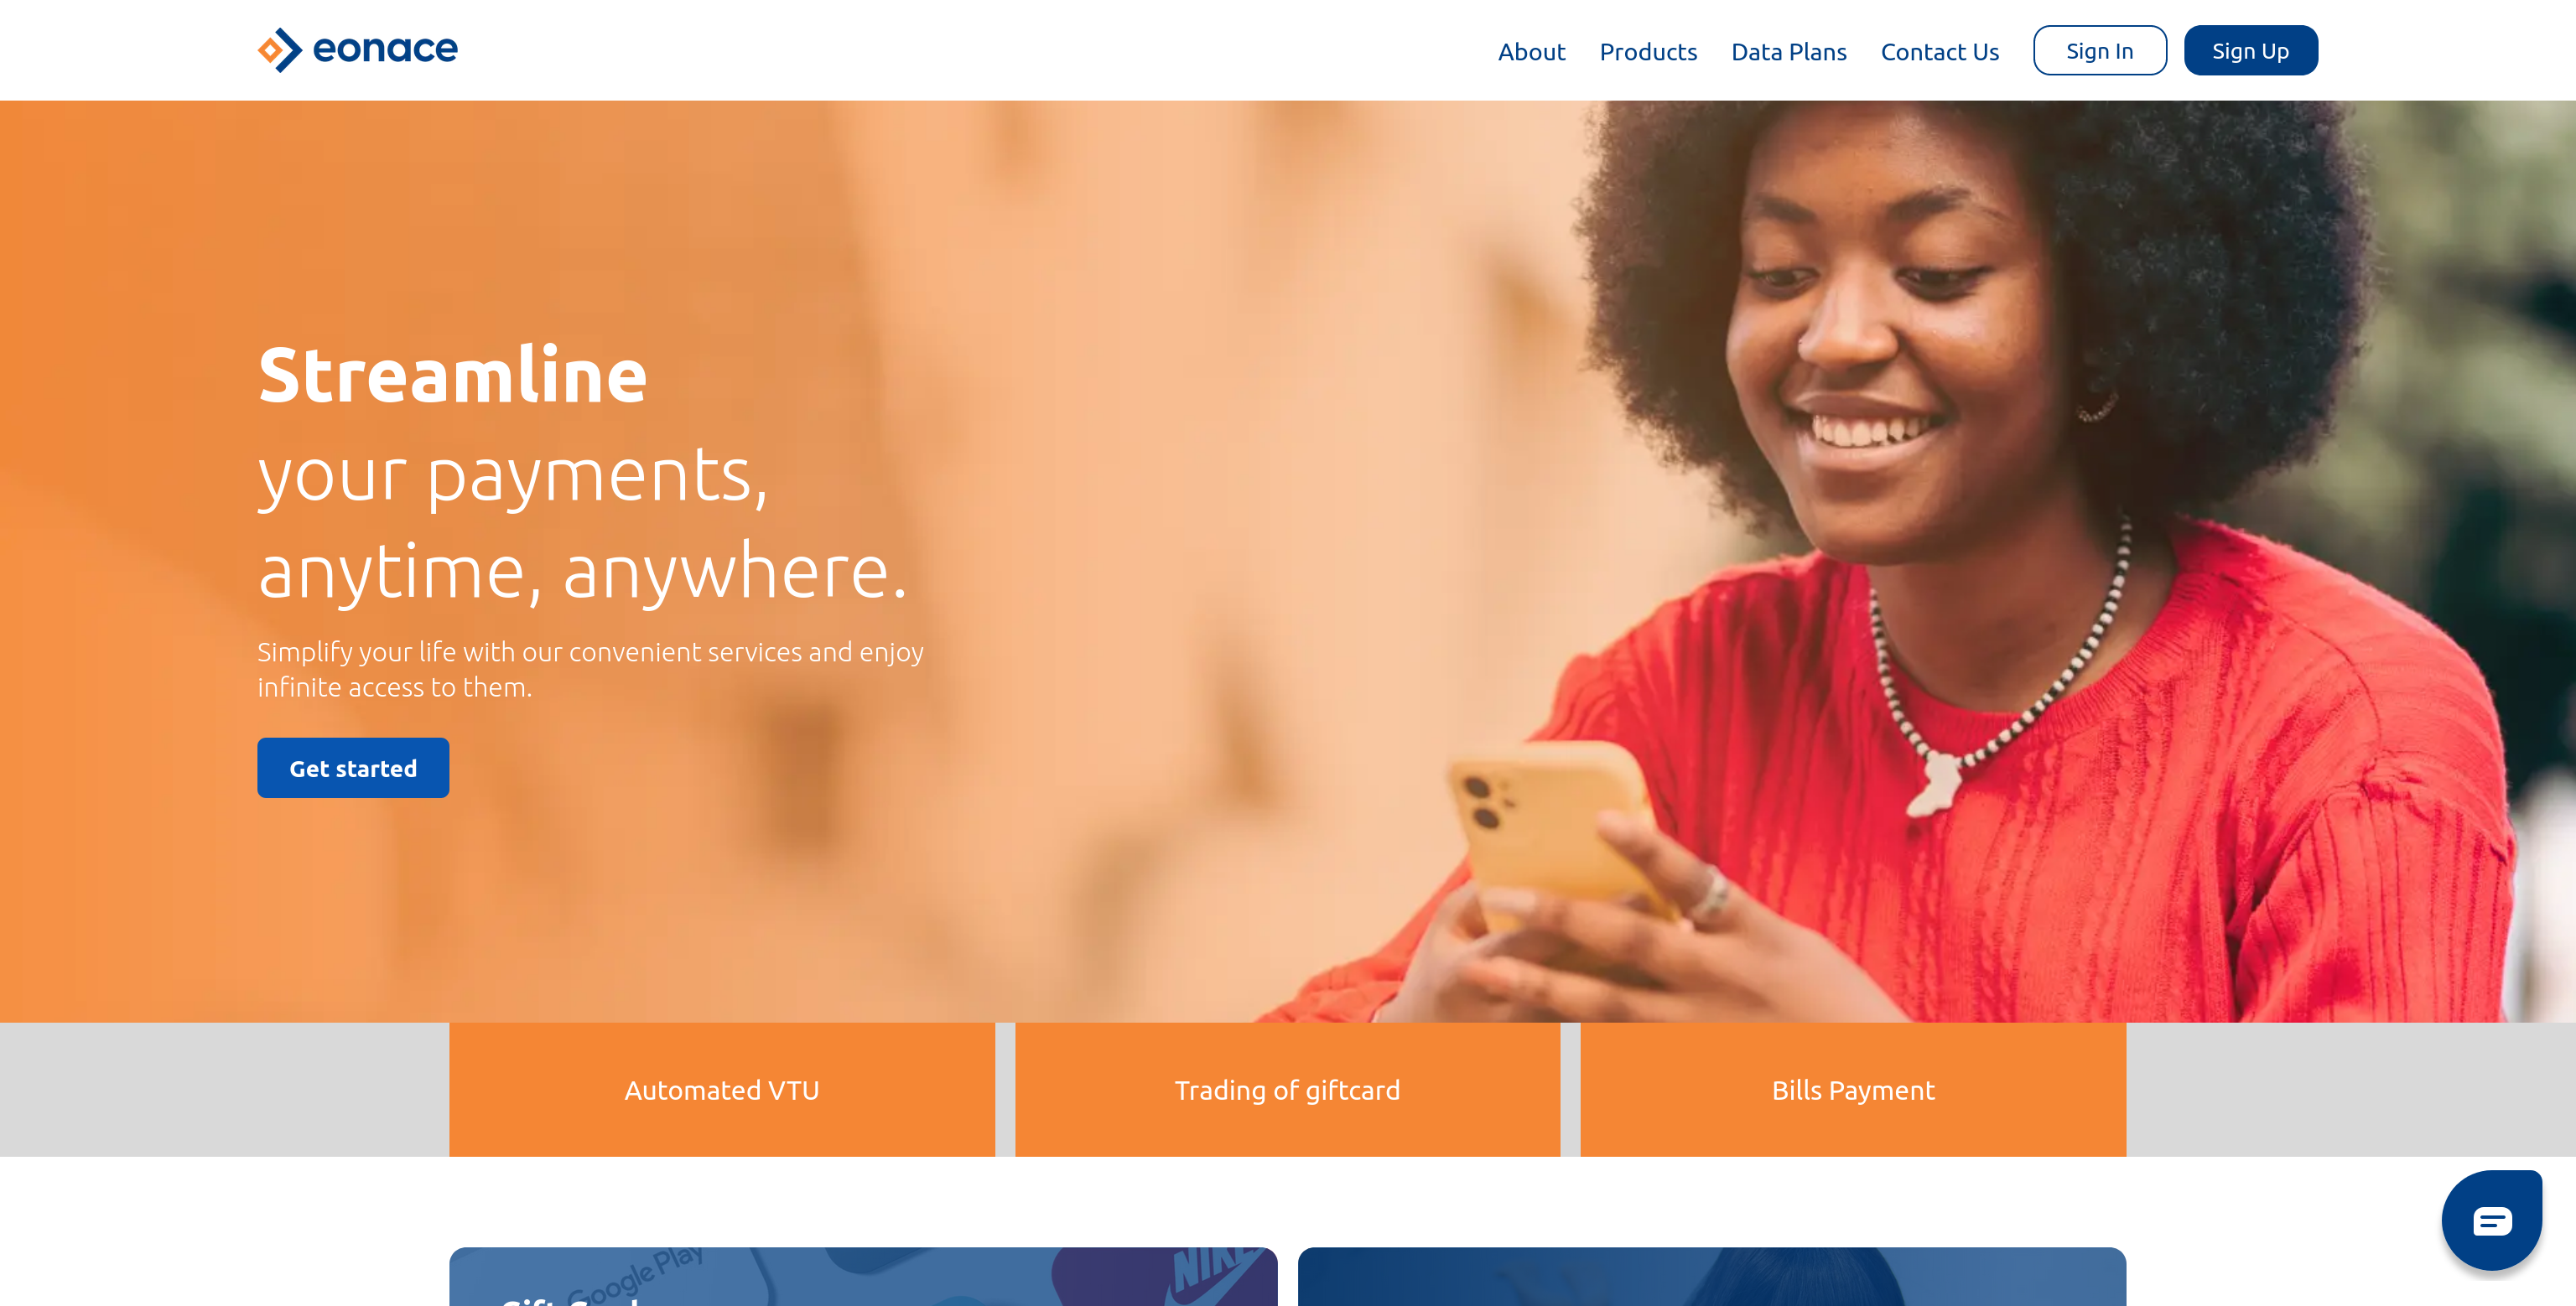 eonace
About
Products
Data Plans
Contact Us
Sign In
Sign Up
Streamline
your payments,
anytime, anywhere.
Simplify your life with our convenient services and enjoy
infinite access to them.
Get started
Automated VTU
Trading of giftcard
Bills Payment
Google Play
NIKE